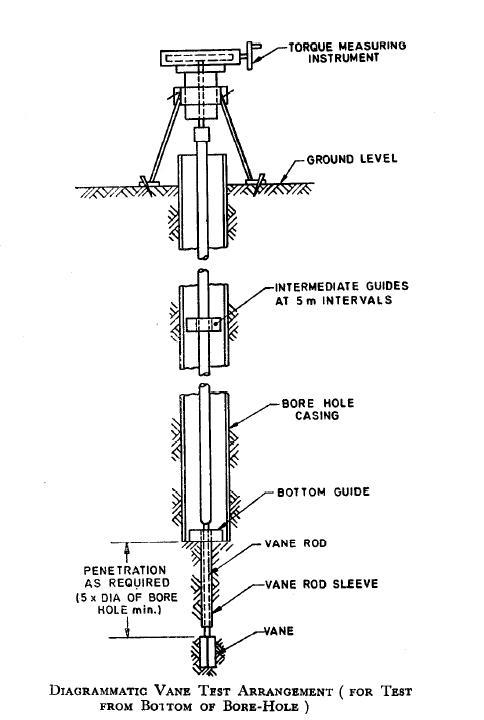 TORQUE MEASURING
INSTRUMENT
GROUND LEVEL
INTERMEDIATE GUIDES
AT 5m INTERVALS
BORE HOLE
CASING
BOTTOM GUIDE
VANE ROD
PENETRATION
AS REQUIRED
(5 x DIA OF BORE
HOLE min.)
VANE ROD SLEEVE
VANE
DIAGRAMMATIC VANE TEST ARRANGEMENT ( FOR TEST
FROM BOTTOM OF BORE-HOLE )